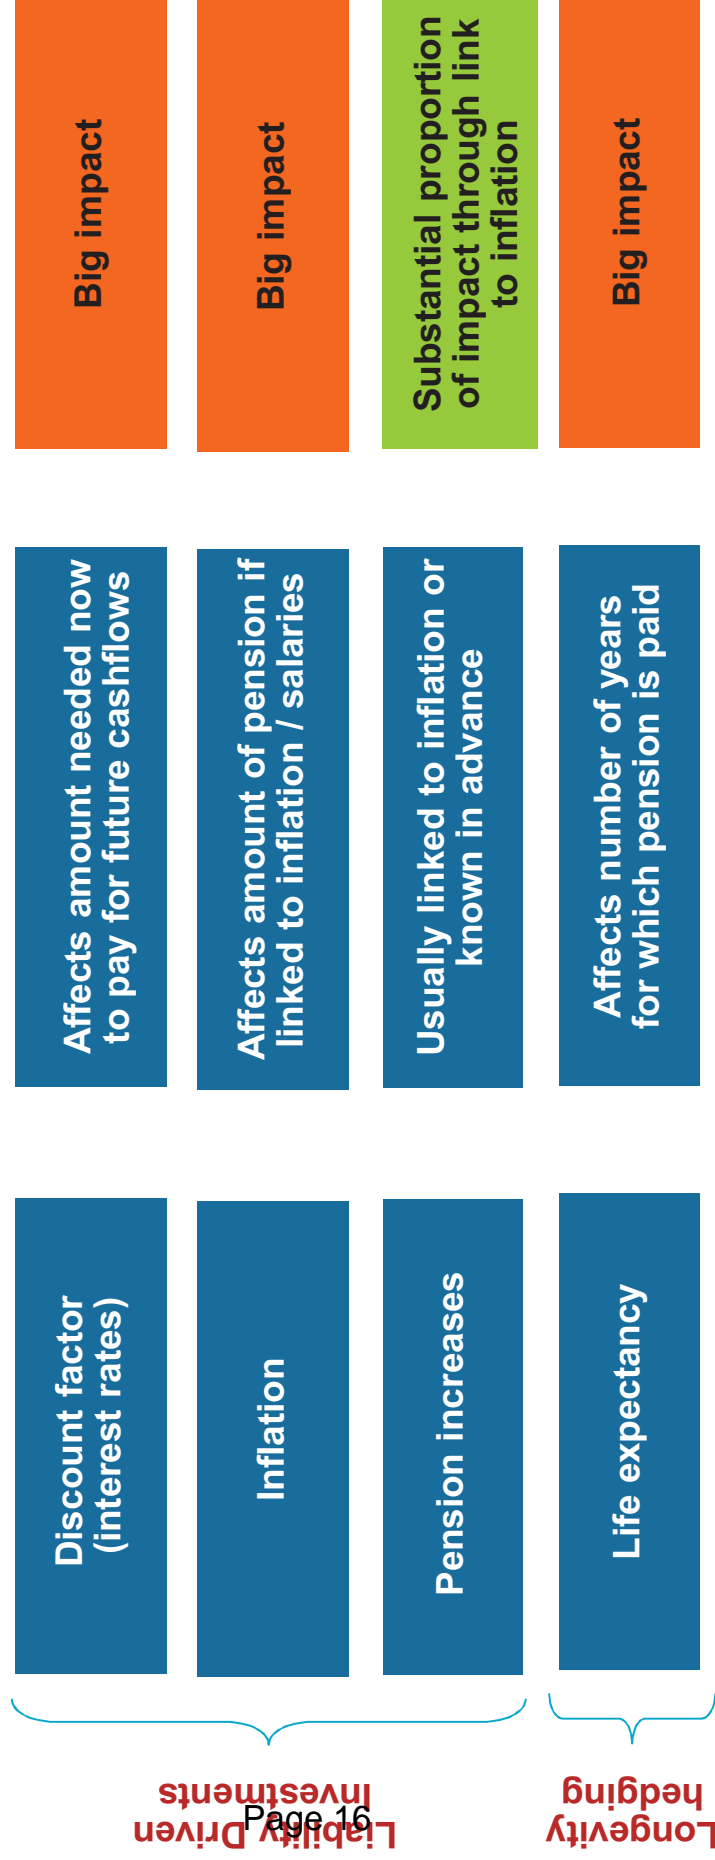 Liability Driven
Investments
Discount factor
(interest rates)
Affects amount needed now
to pay for future cashflows
Big impact
Inflation
Affects amount of pension if
linked to inflation / salaries
Big impact
Pension increases
Usually linked to inflation or
known in advance
Substantial proportion
of impact through link
to inflation
Longevity
hedging
Life expectancy
Affects number of years
for which pension is paid
Big impact
Page 16